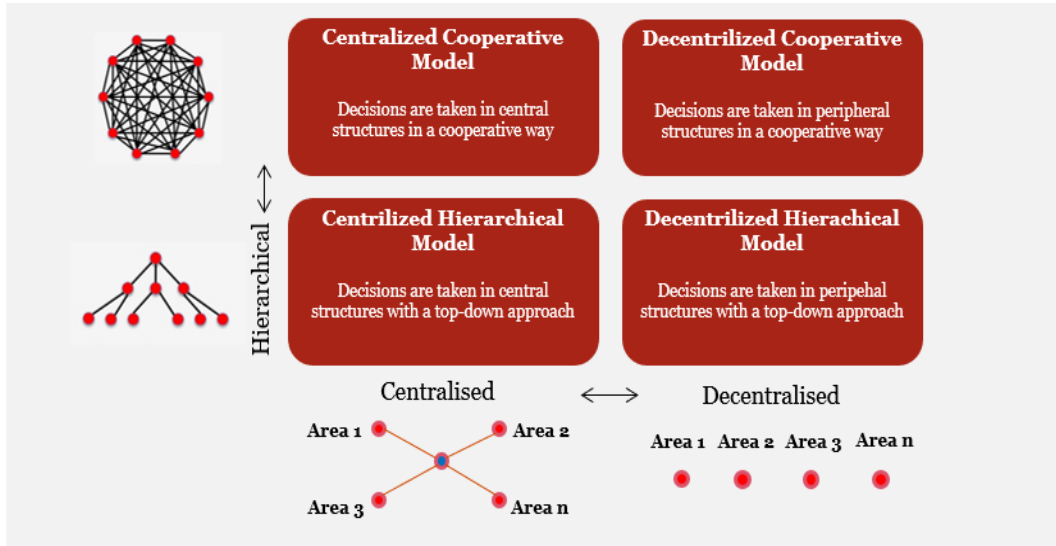 Centralized Cooperative
Model
Decisions are taken in central
structures in a cooperative way
Decentrilized Cooperative
Model
Decisions are taken in peripheral
structures in a cooperative way
Hierarchical
Centrilized Hierarchical
Model
Decisions are taken in central
structures with a top-down approach
Decentrilized Hierachical
Model
Decisions are taken in peripehal
structures with a top-down approach
Centralised
Decentralised
Area 1
Area 2
Area 3
Area n
Area 1
Area 2
Area 3
Area n